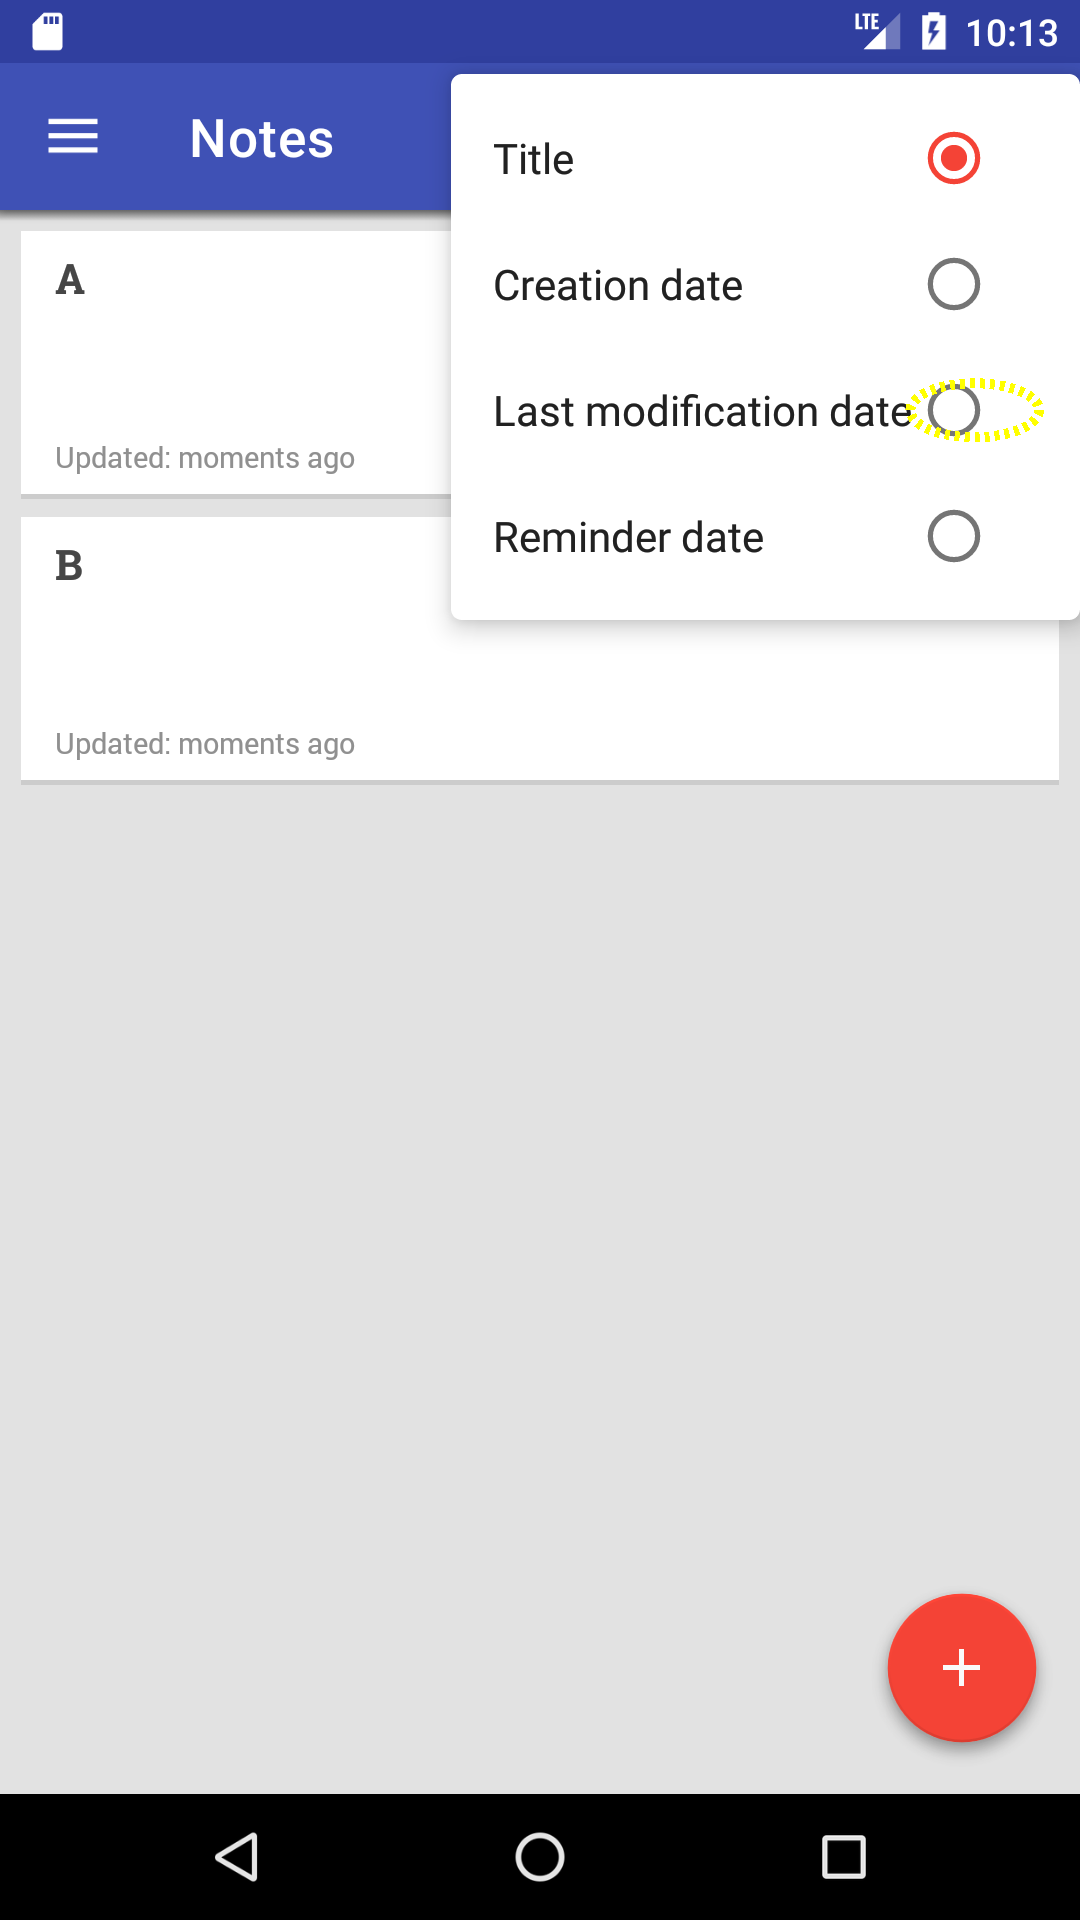 LTE 10:13
Notes
Title
Creation date
Last modification date
Reminder date
A
Updated: moments ago
B
Updated: moments ago